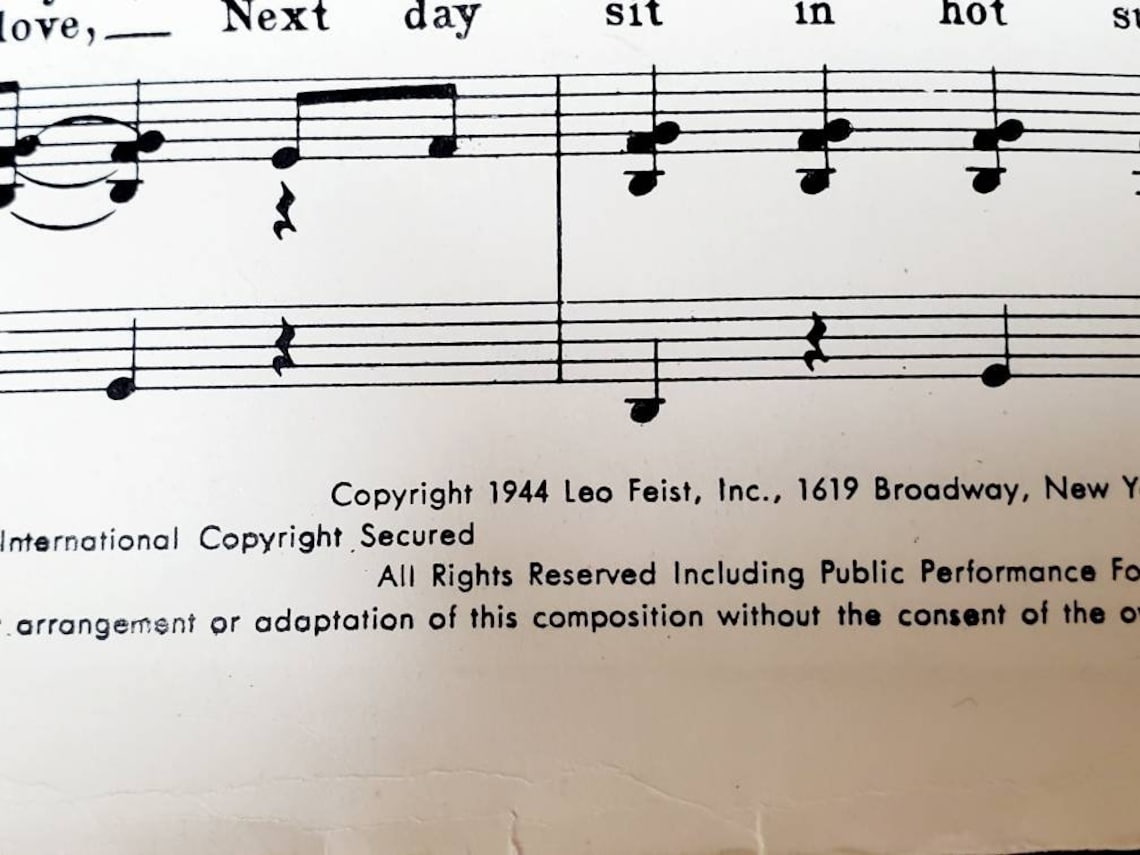 love, Next day sit in hot
Copyright 1944 Leo Feist, Inc., 1619 Broadway, New Y
International Copyright Secured
All Rights Reserved Including Public Performance Fo
arrangement or adaptation of this composition without the consent of the